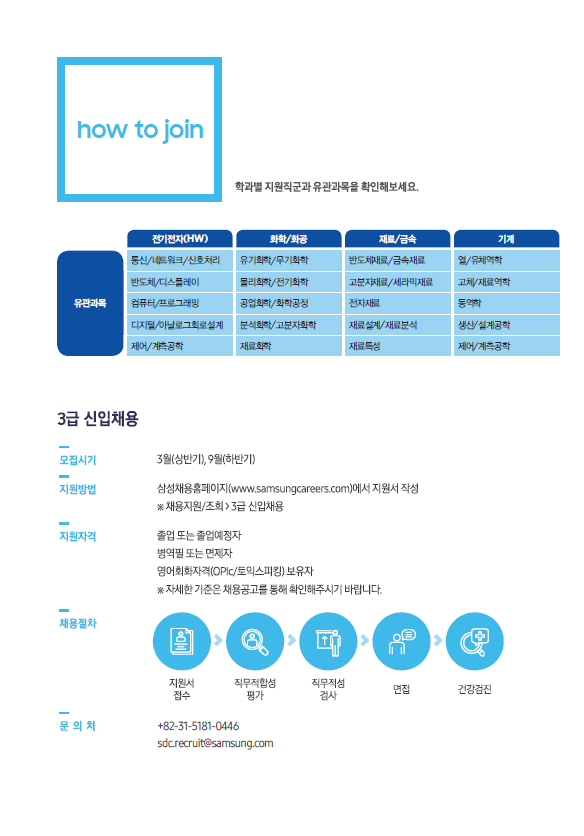 how to join
학과별 지원직군과 유관과목을 확인해보세요.
전기전자(HW) 화학/화공 재료/금속 기계
통신/네트워크/신호처리 유기화학/무기화학 반도체재료/금속재료 열/유체역학
반도체/디스플레이 물리화학/전기화학 고분자재료/세라믹재료 고체/재료역학
유관과목 컴퓨터/프로그래밍 공업화학/화학공정 전자재료 동역학
디지털/아날로그회로설계 분석화학/고분자화학 재료설계/재료분석 생산/설계공학
제어/계측공학 재료화학 재료특성 제어/계측공학
3급 신입채용
모집시기 3월(상반기), 9월(하반기)
지원방법 삼성채용홈페이지(www.samsungcareers.com)에서 지원서 작성
※ 채용지원/조회 > 3급 신입채용
지원자격 졸업 또는 졸업예정자
병역필 또는 면제자
영어회화자격(OPIc/토익스피킹) 보유자
※ 자세한 기준은 채용공고를 통해 확인해주시기 바랍니다.
채용절차
지원서 직무적합성 직무적성
접수 평가 검사 면접 건강검진
문 의 처 +82-31-5181-0446
sdc.recruit@samsung.com